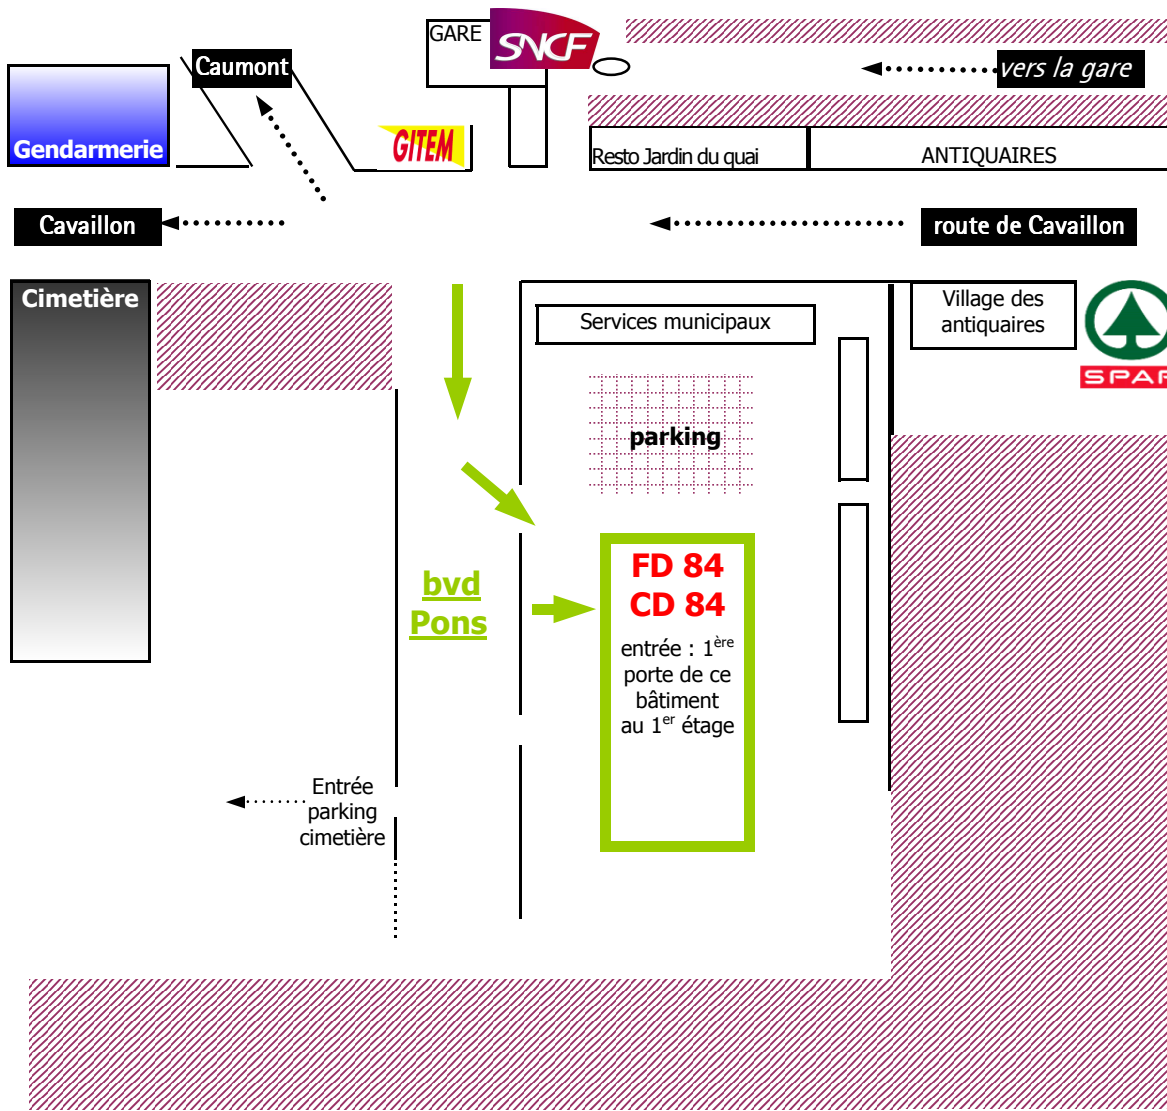 GARE
SNCF
Caumont
vers la gare
Gendarmerie
GITEM
Resto Jardin du quai
ANTIQUAIRES
Cavaillon
route de Cavaillon
Cimetière
Services municipaux
Village des
antiquaires
SPAR
parking
FD 84
CD 84
bvd
Pons
entrée : 1ère
porte de ce
bâtiment
au 1er étage
Entrée
parking
cimetière